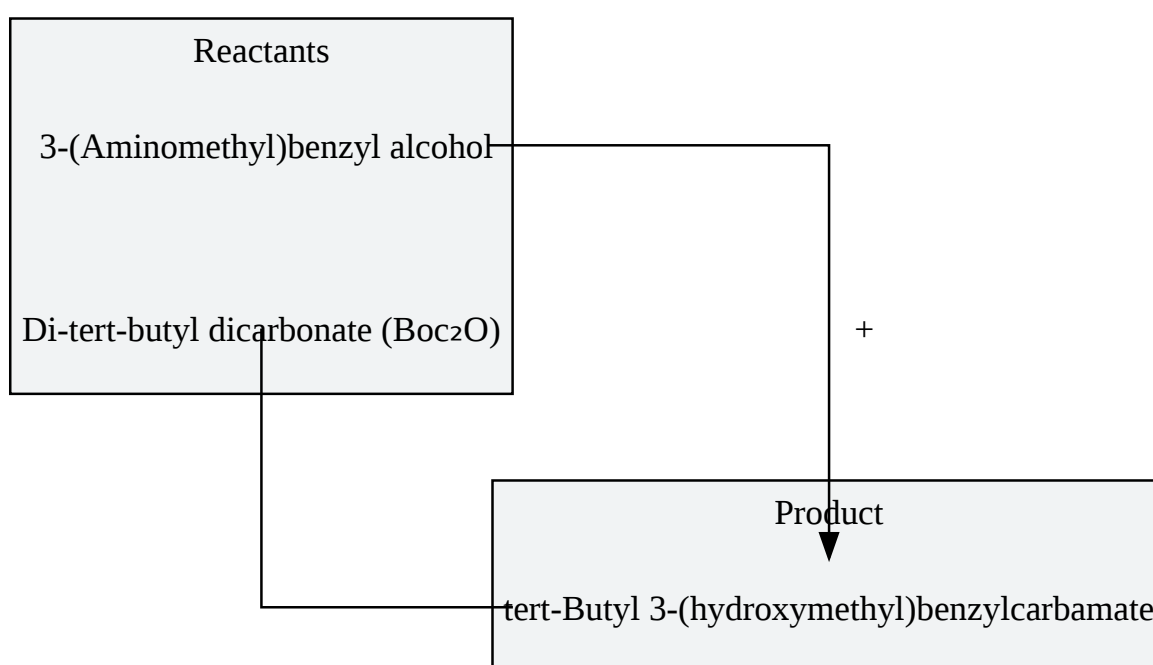 Reactants
3-(Aminomethyl)benzyl alcohol
Di-tert-butyl dicarbonate (Boc₂O)
+
Product
tert-Butyl 3-(hydroxymethyl)benzylcarbamate